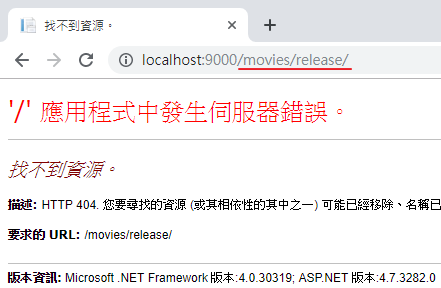 找不到資源。
localhost:9000/movies/release/
'/' 應用程式中發生伺服器錯誤。
找不到資源。
描述: HTTP 404. 您要尋找的資源 (或其相依性的其中之一) 可能已經移除、名稱已
要求的 URL: /movies/release/
版本資訊: Microsoft .NET Framework 版本:4.0.30319; ASP.NET 版本:4.7.3282.0